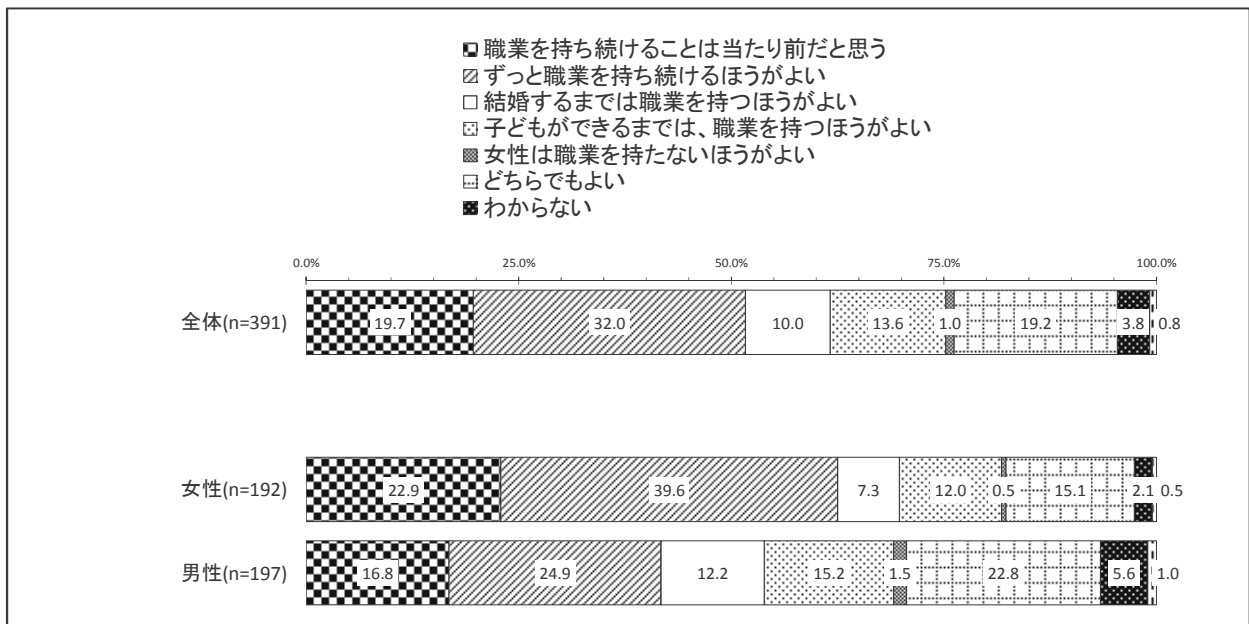 職業を持ち続けることは当たり前だと思う
ずっと職業を持ち続けるほうがよい
結婚するまでは職業を持つほうがよい
子どもができるまでは、職業を持つほうがよい
女性は職業を持たないほうがよい
どちらでもよい
わからない
0.0% 25.0% 50.0% 75.0% 100.0%
全体(n=391) 19.7 32.0 10.0 13.6 1.0 19.2 3.8 0.8
女性(n=192) 22.9 39.6 7.3 12.0 0.5 15.1 2.1 0.5
男性(n=197) 16.8 24.9 12.2 15.2 1.5 22.8 5.6 1.0